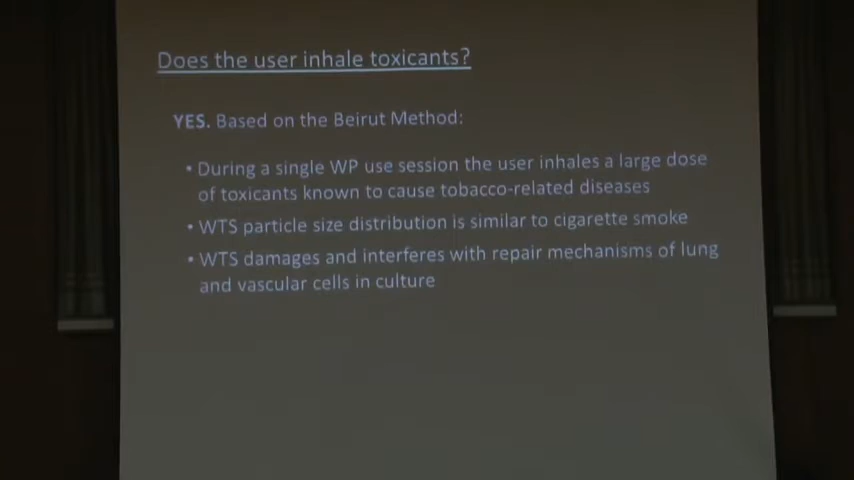 Does the user inhale toxicants?
YES. Based on the Beirut Method:
• During a single WP use session the user inhales a large dose
of toxicants known to cause tobacco-related diseases
• WTS particle size distribution is similar to cigarette smoke
• WTS damages and interferes with repair mechanisms of lung
and vascular cells in culture